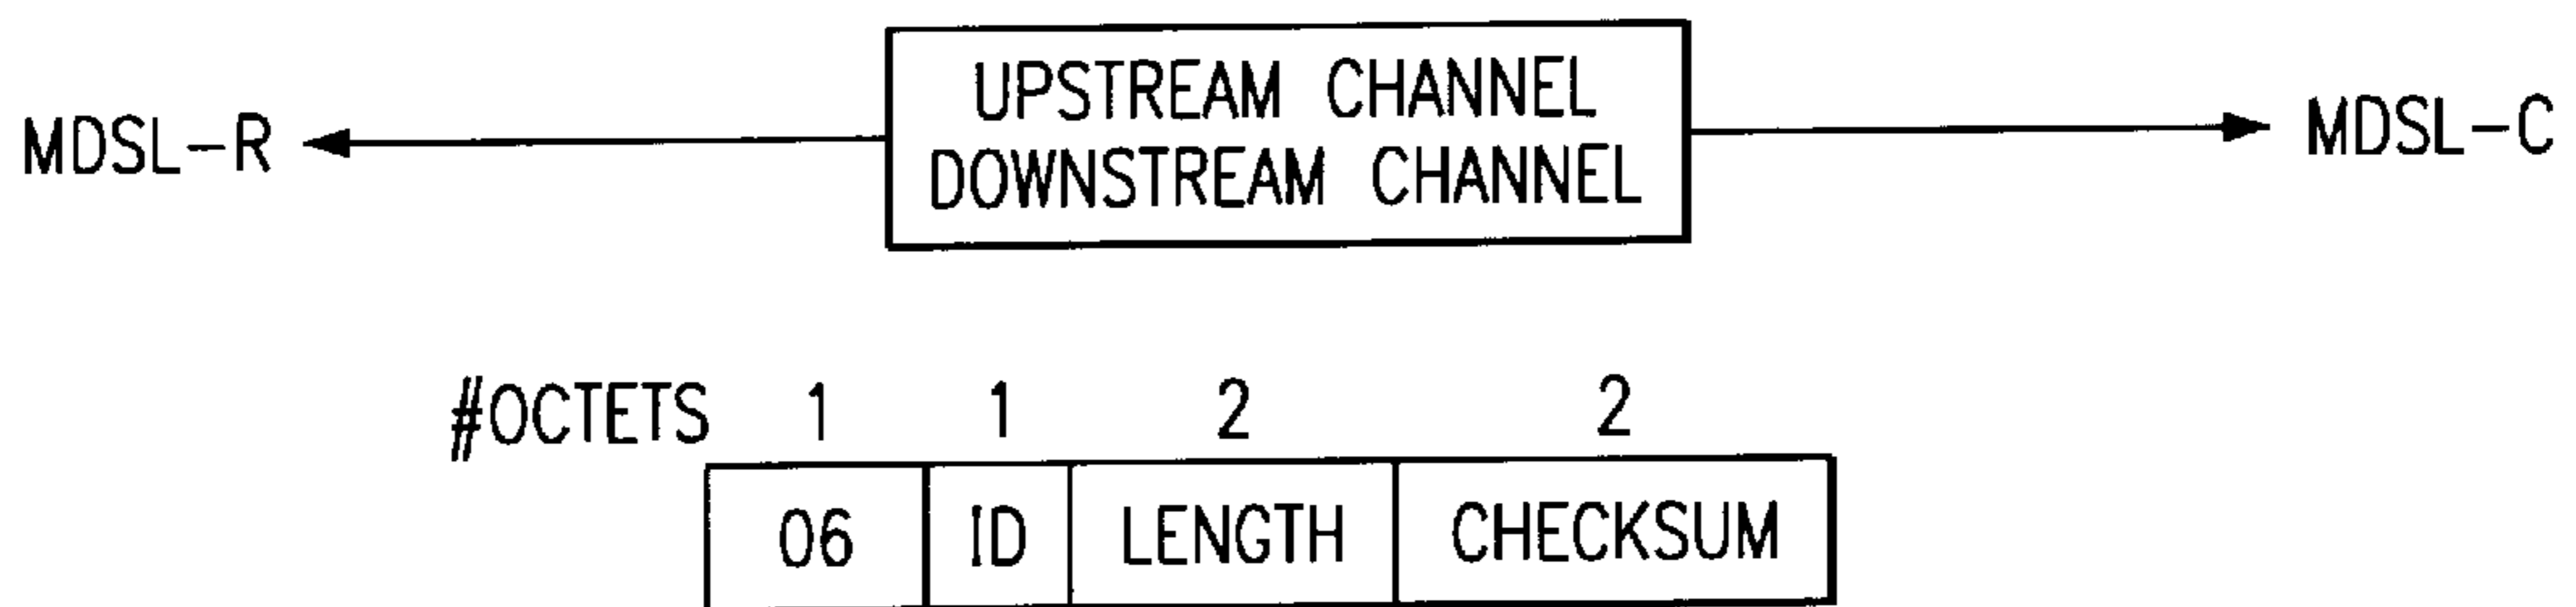 MDSL-R UPSTREAM CHANNEL MDSL-C
DOWNSTREAM CHANNEL
#OCTETS 1 1 2 2
06 ID LENGTH CHECKSUM